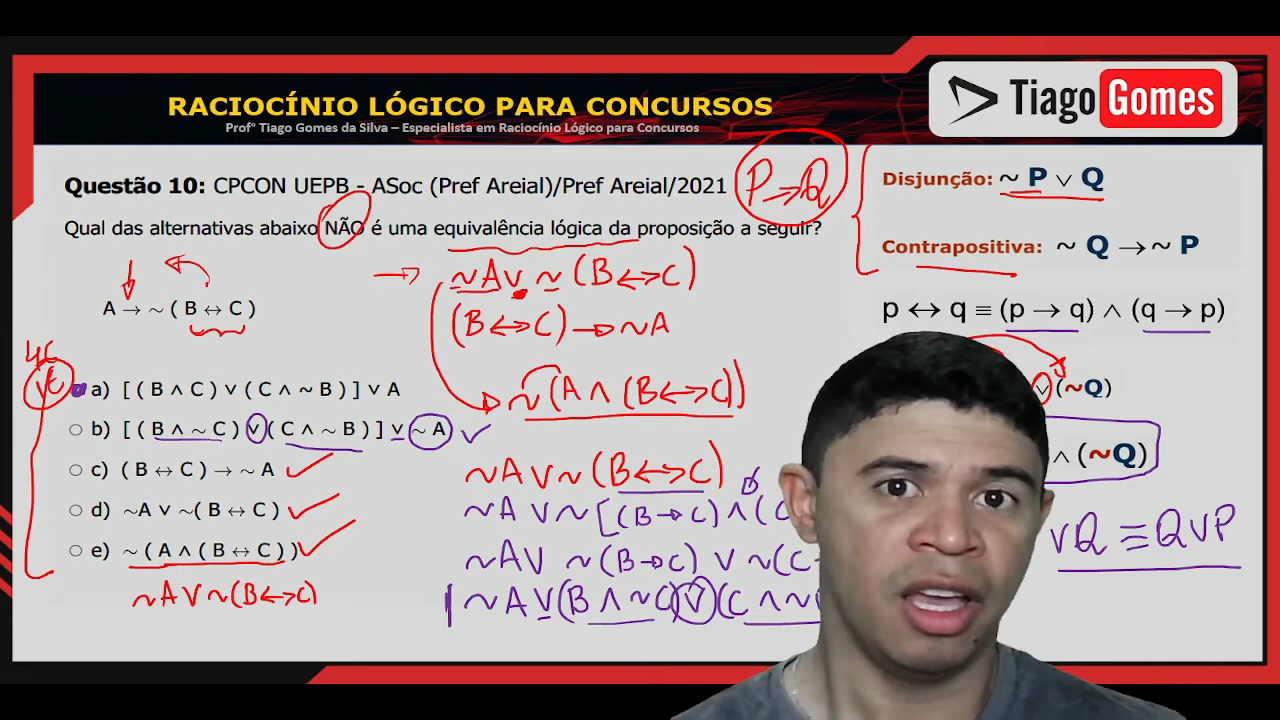 RACIOCÍNIO LÓGICO PARA CONCURSOS
Prof° Tiago Gomes da Silva – Especialista em Raciocínio Lógico para Concursos
Tiago Gomes
Questão 10: CPCON UEPB - ASoc (Pref Areial)/Pref Areial/2021
Qual das alternativas abaixo NÃO é uma equivalência lógica da proposição a seguir?
P → Q
Disjunção: ~ P ∨ Q
Contrapositiva: ~ Q → ~ P
p ↔ q ≡ (p → q) ∧ (q → p)
∨ (~Q)
∧ (~Q)
∨Q ≡ Q∨P
A → ~ ( B ↔ C )
~A ∨ ~(B ↔ C)
(B ↔ C) → ~A
~(A ∧ (B ↔ C))
~A ∨ ~(B ↔ C)
~A ∨ ~[(B → C) ∧ (C
~A ∨ ~(B → C) ∨ ~(C
~A ∨ (B ∧ ~C) ∨ (C ∧ ~
a) [ ( B ∧ C ) ∨ ( C ∧ ~ B ) ] ∨ A
b) [ ( B ∧ ~ C ) ∨ ( C ∧ ~ B ) ] ∨ ~ A
c) ( B ↔ C ) → ~ A
d) ~A ∨ ~( B ↔ C )
e) ~ ( A ∧ ( B ↔ C ) )
~A ∨ ~(B ↔ C)